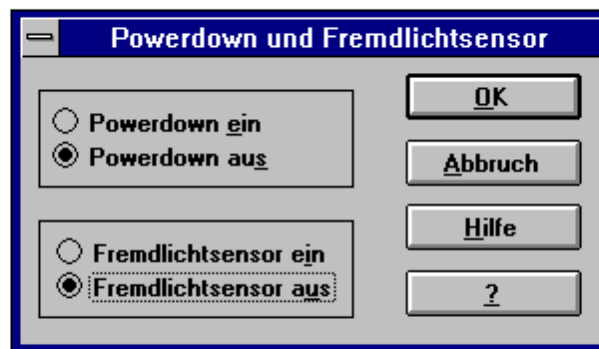 Powerdown und Fremdlichtsensor
Powerdown ein
Powerdown aus
Fremdlichtsensor ein
Fremdlichtsensor aus
OK
Abbruch
Hilfe
?